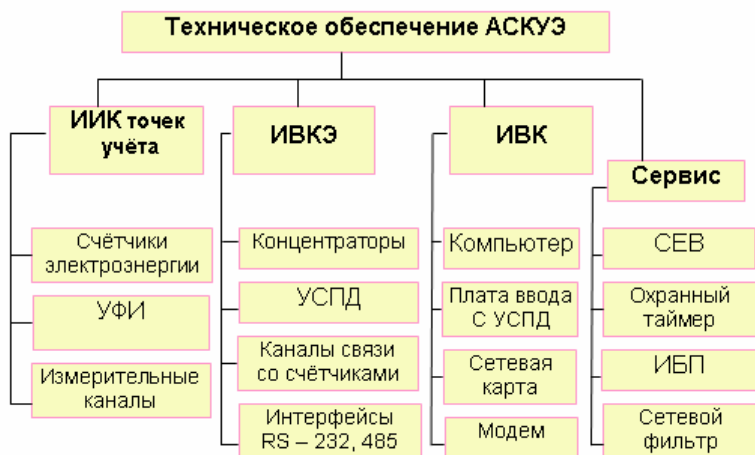 Техническое обеспечение АСКУЭ
ИИК точек
учёта
ИВКЭ
ИВК
Сервис
Счётчики
электроэнергии
УФИ
Измерительные
каналы
Концентраторы
УСПД
Каналы связи
со счётчиками
Интерфейсы
RS – 232, 485
Компьютер
Плата ввода
С УСПД
Сетевая
карта
Модем
СЕВ
Охранный
таймер
ИБП
Сетевой
фильтр